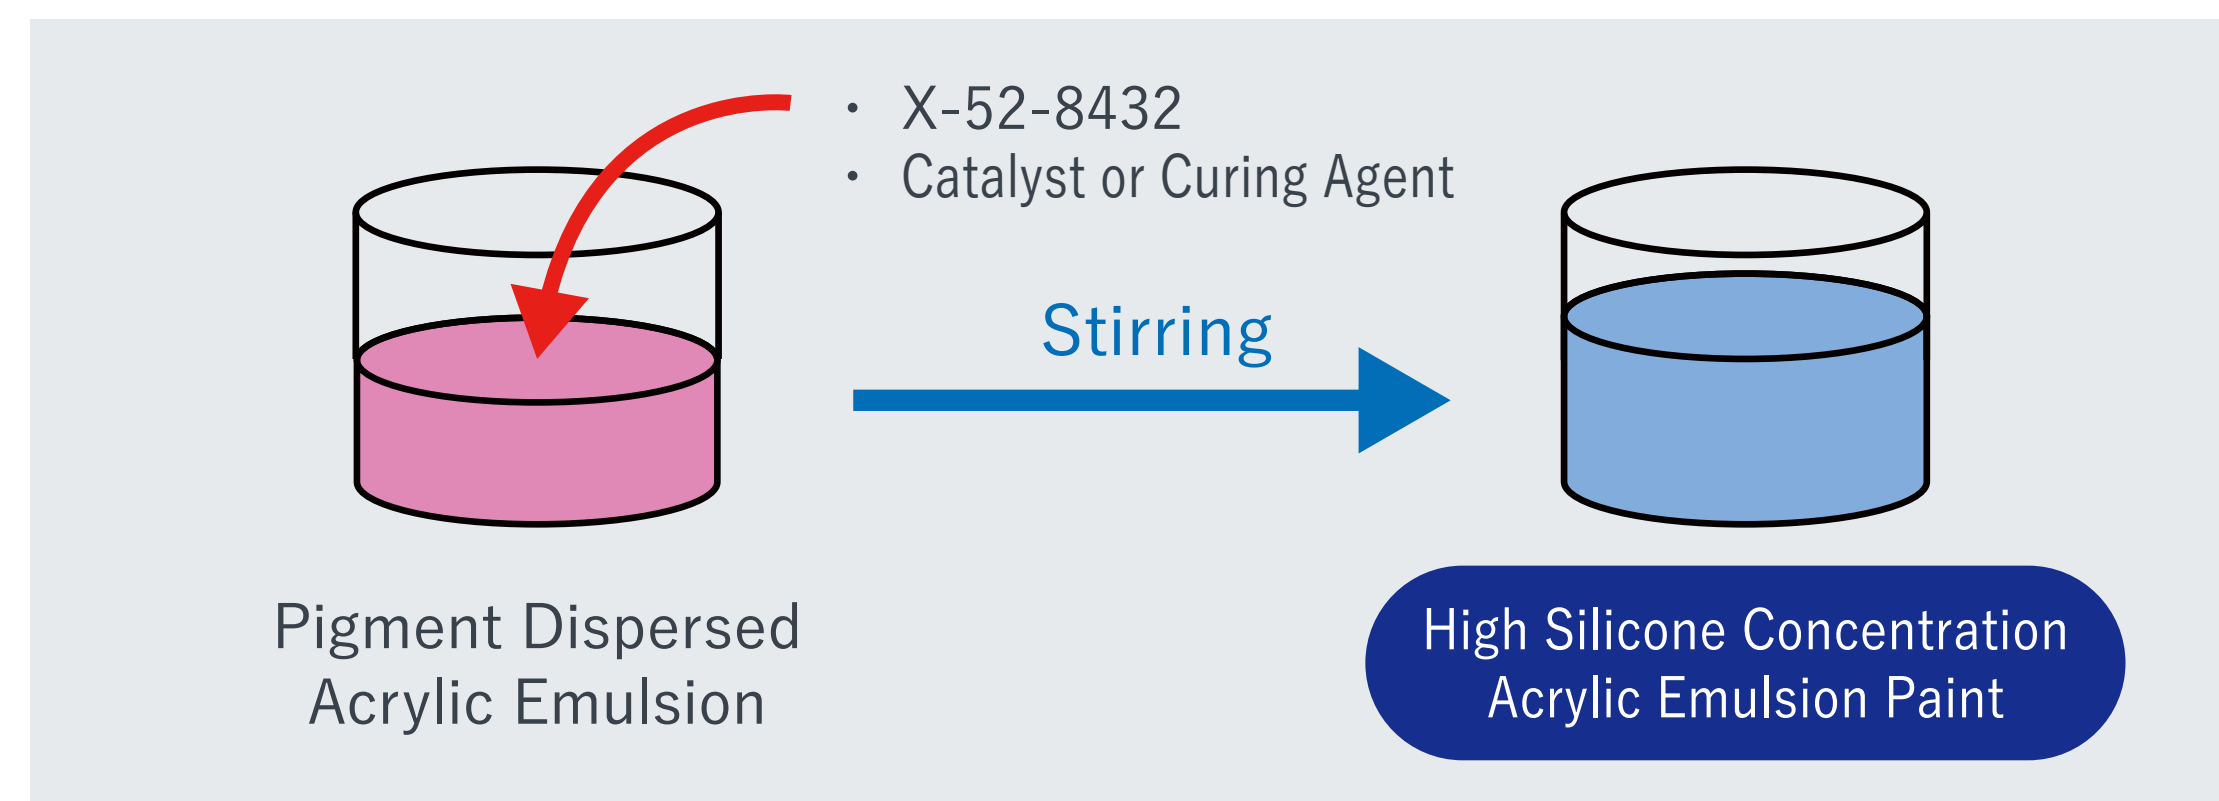 ・ X-52-8432
・ Catalyst or Curing Agent
Stirring
Pigment Dispersed
Acrylic Emulsion
High Silicone Concentration
Acrylic Emulsion Paint